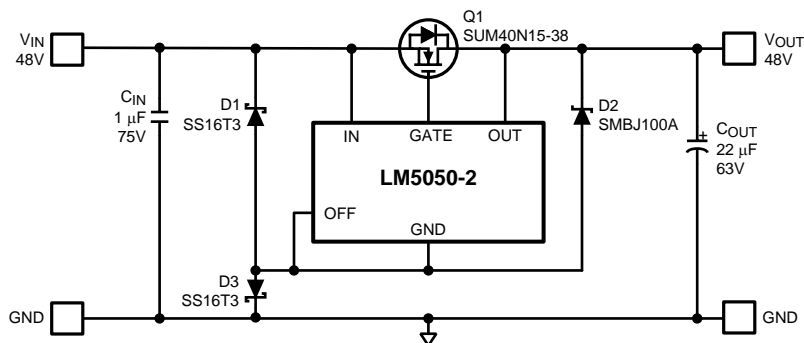 Q1
SUM40N15-38
VIN
48V
VOUT
48V
CIN
1 μF
75V
D1
SS16T3
D2
SMBJ100A
COUT
22 μF
63V
+
IN
GATE
OUT
LM5050-2
OFF
GND
D3
SS16T3
GND
GND